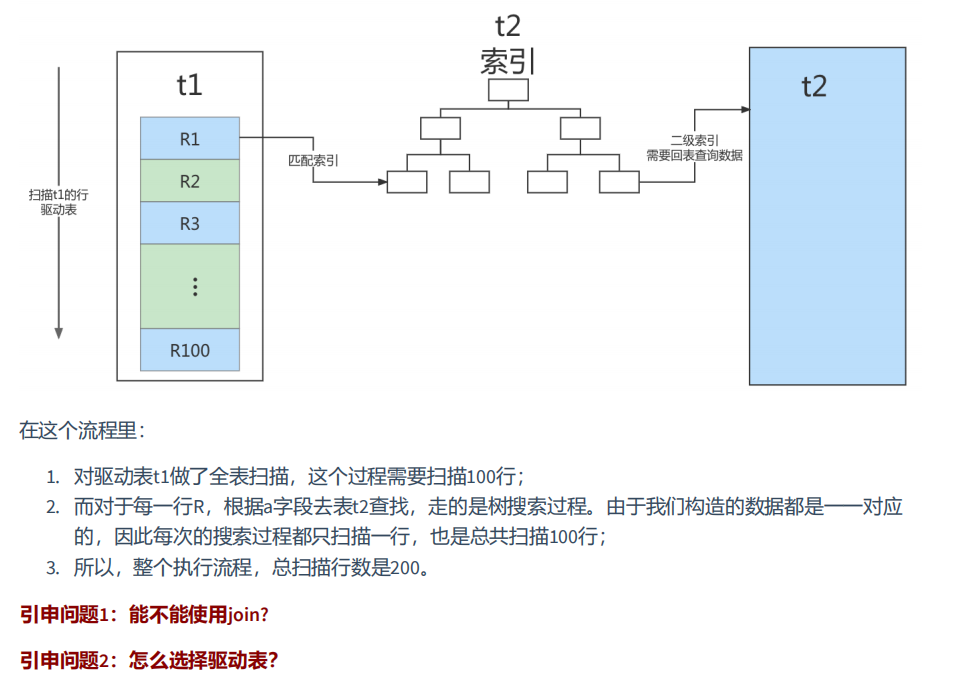 t2
索引
t1
t2
R1
R2
R3
⋮
R100
扫描t1的行
驱动表
匹配索引
二级索引
需要回表查询数据
在这个流程里：
1. 对驱动表t1做了全表扫描，这个过程需要扫描100行；
2. 而对于每一行R，根据a字段去表t2查找，走的是树搜索过程。由于我们构造的数据都是一一对应
的，因此每次的搜索过程都只扫描一行，也是总共扫描100行；
3. 所以，整个执行流程，总扫描行数是200。
引申问题1：能不能使用join?
引申问题2：怎么选择驱动表？